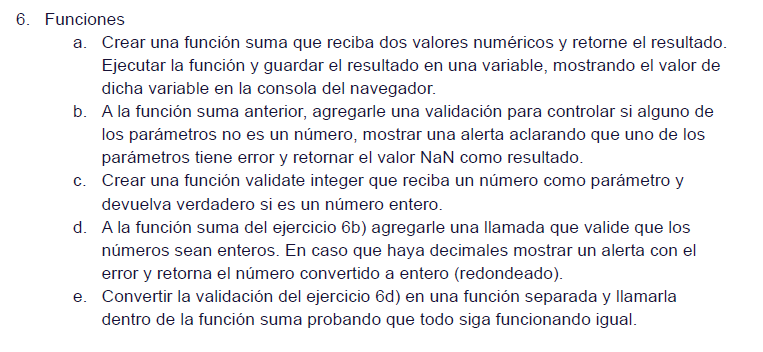 6. Funciones
a. Crear una función suma que reciba dos valores numéricos y retorne el resultado.
Ejecutar la función y guardar el resultado en una variable, mostrando el valor de
dicha variable en la consola del navegador.
b. A la función suma anterior, agregarle una validación para controlar si alguno de
los parámetros no es un número, mostrar una alerta aclarando que uno de los
parámetros tiene error y retornar el valor NaN como resultado.
c. Crear una función validate integer que reciba un número como parámetro y
devuelva verdadero si es un número entero.
d. A la función suma del ejercicio 6b) agregarle una llamada que valide que los
números sean enteros. En caso que haya decimales mostrar un alerta con el
error y retorna el número convertido a entero (redondeado).
e. Convertir la validación del ejercicio 6d) en una función separada y llamarla
dentro de la función suma probando que todo siga funcionando igual.